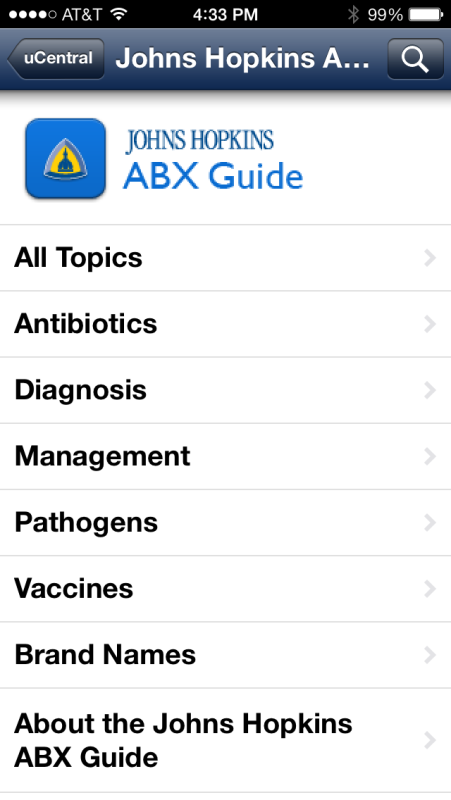 AT&T 4:33 PM 99%
uCentral Johns Hopkins A...
JOHNS HOPKINS
ABX Guide
All Topics
Antibiotics
Diagnosis
Management
Pathogens
Vaccines
Brand Names
About the Johns Hopkins
ABX Guide